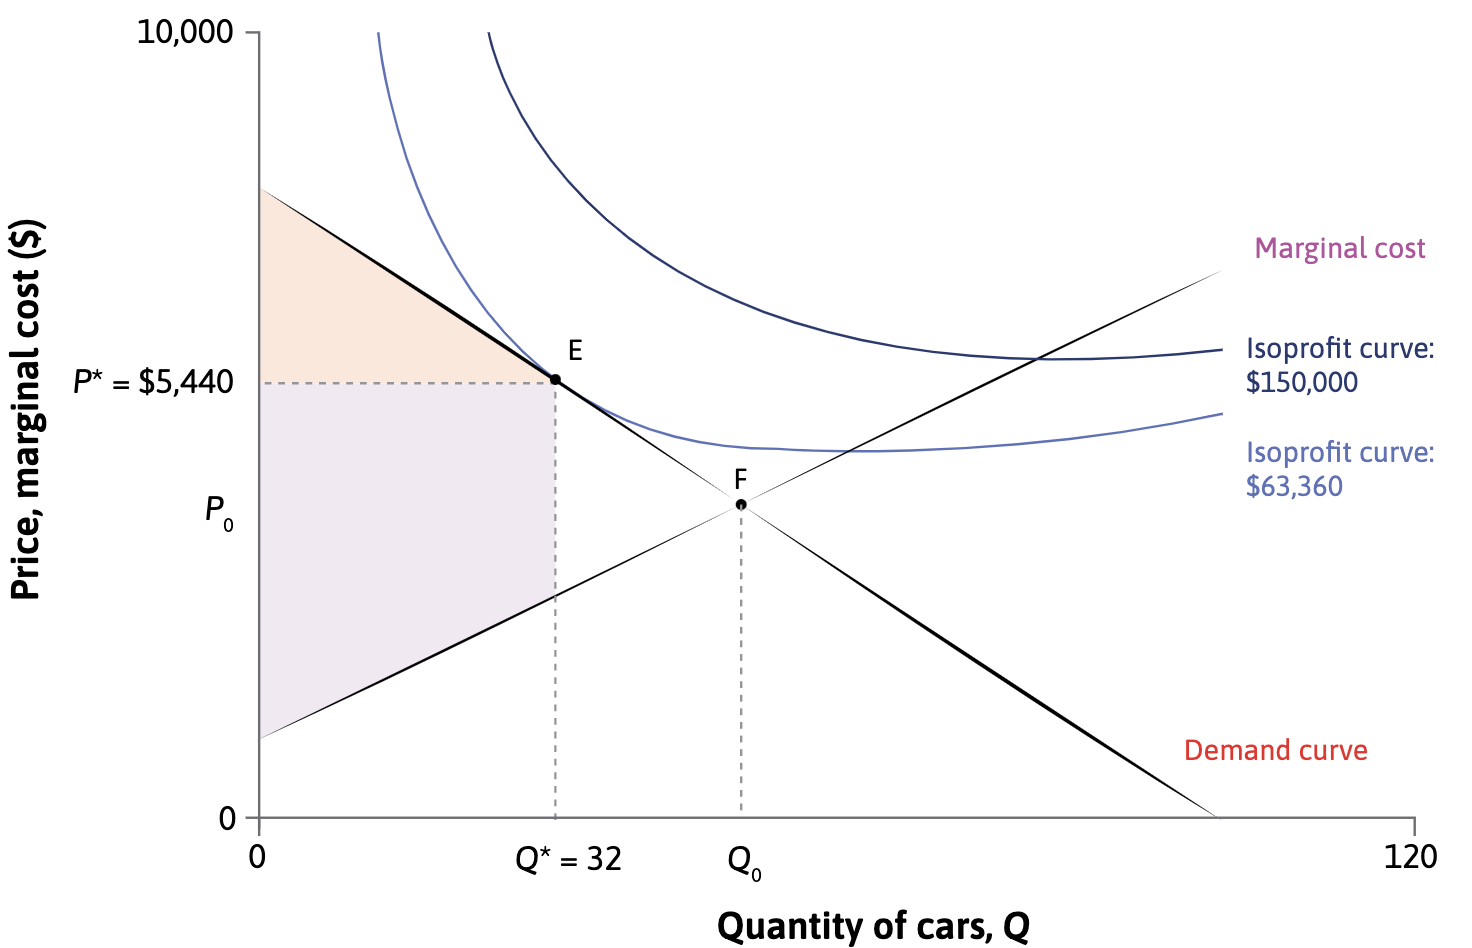 10,000
Price, marginal cost ($)
Marginal cost
E
Isoprofit curve:
$150,000
P* = $5,440
Isoprofit curve:
$63,360
F
P₀
Demand curve
0
0
Q* = 32
Q₀
120
Quantity of cars, Q